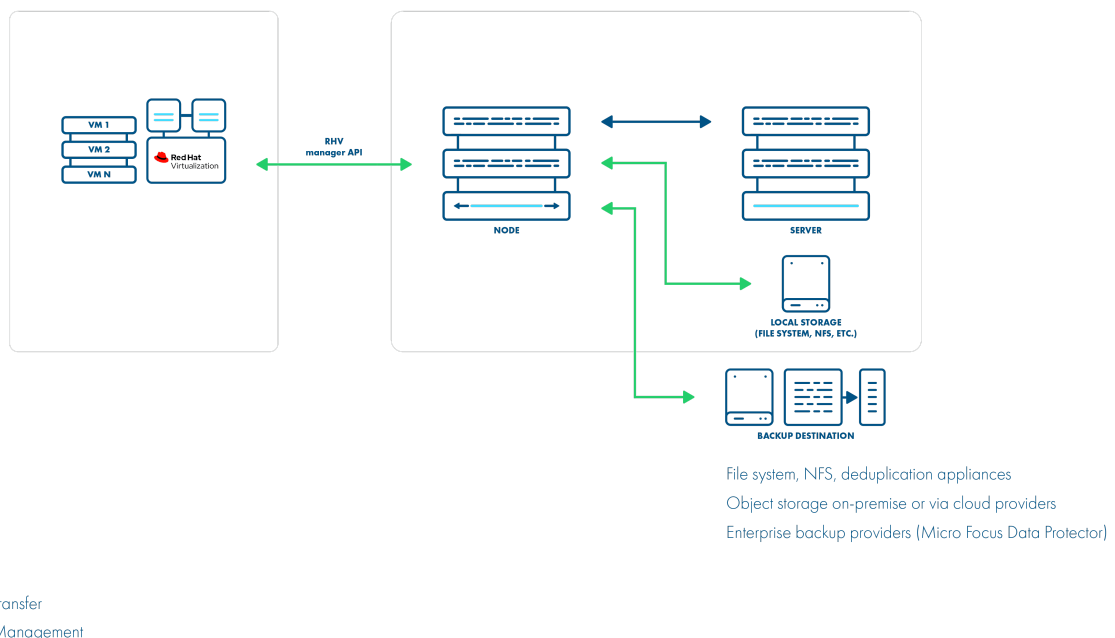 VM 1
VM 2
VM N
Red Hat
Virtualization
RHV
manager API
NODE
SERVER
LOCAL STORAGE
(FILE SYSTEM, NFS, ETC.)
BACKUP DESTINATION
File system, NFS, deduplication appliances
Object storage on-premise or via cloud providers
Enterprise backup providers (Micro Focus Data Protector)
ransfer
Management